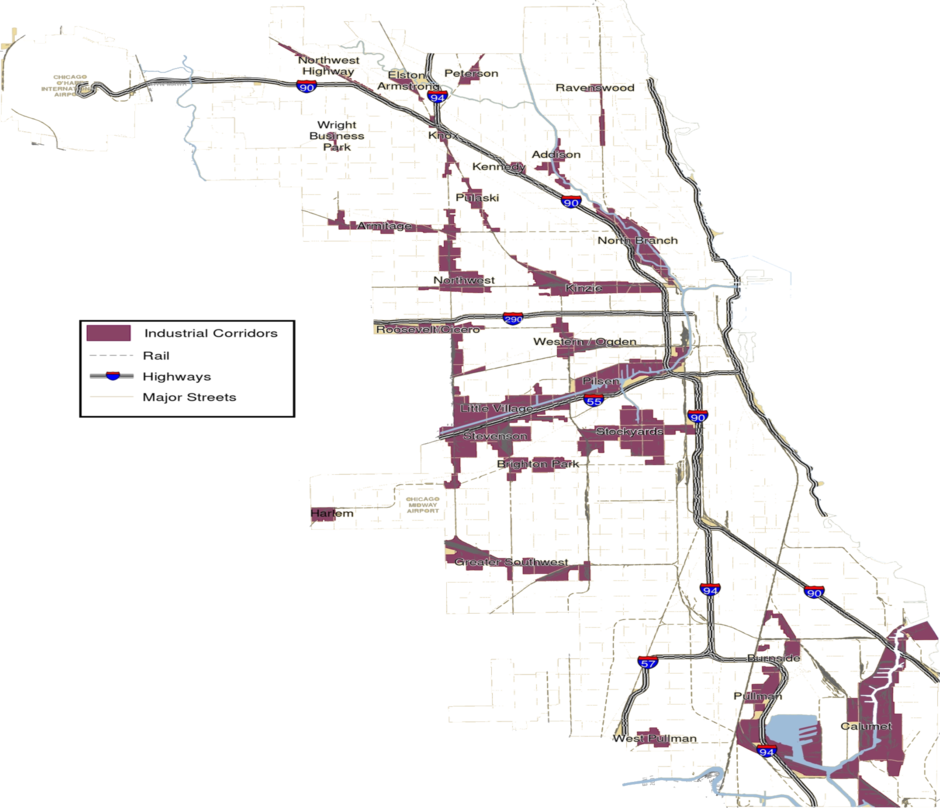 Northwest
Highway
Elston
Armstrong
Peterson
CHICAGO
O'HARE
INTERNATIONAL
AIRPORT
90
94
Ravenswood
Wright
Business
Park
Knox
Addison
Kennedy
Pulaski
90
Armitage
North Branch
Northwest
Kinzie
290
Roosevelt/Cicero
Industrial Corridors
Rail
Highways
Major Streets
Western/Ogden
Pilsen
55
Little Village
90
Stevenson
Stockyards
Brighton Park
CHICAGO
MIDWAY
AIRPORT
Harlem
Greater Southwest
94
90
57
Burnside
Pullman
Calumet
West Pullman
94